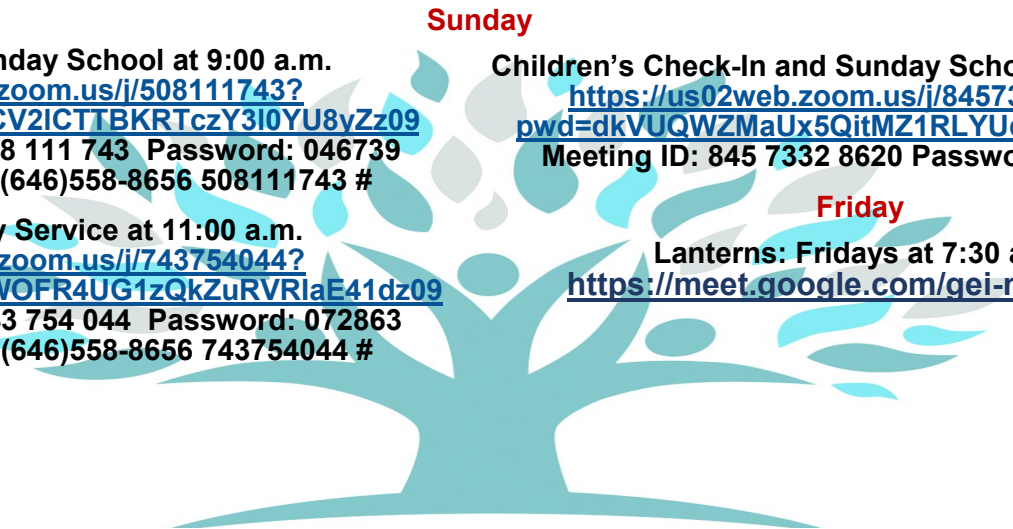 Sunday
nday School at 9:00 a.m.
zoom.us/j/508111743?
CV2lCTTBKRTczY3l0YU8yZz09
8 111 743 Password: 046739
(646)558-8656 508111743 #
y Service at 11:00 a.m.
zoom.us/j/743754044?
WOFR4UG1zQkZuRVRIaE41dz09
3 754 044 Password: 072863
(646)558-8656 743754044 #
Children's Check-In and Sunday Scho
https://us02web.zoom.us/j/84573
pwd=dkVUQWZMaUx5QitMZ1RLYU
Meeting ID: 845 7332 8620 Passwo
Friday
Lanterns: Fridays at 7:30 a
https://meet.google.com/gei-r